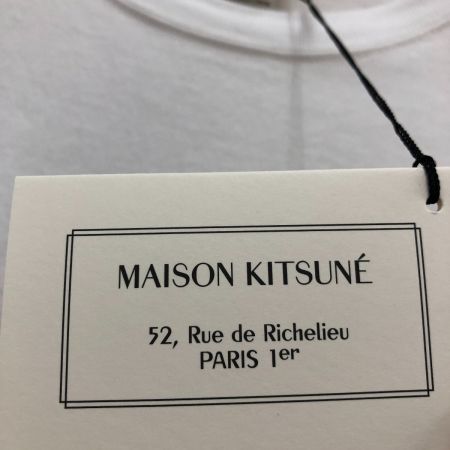 MAISON KITSUNÉ
52, Rue de Richelieu
PARIS 1er